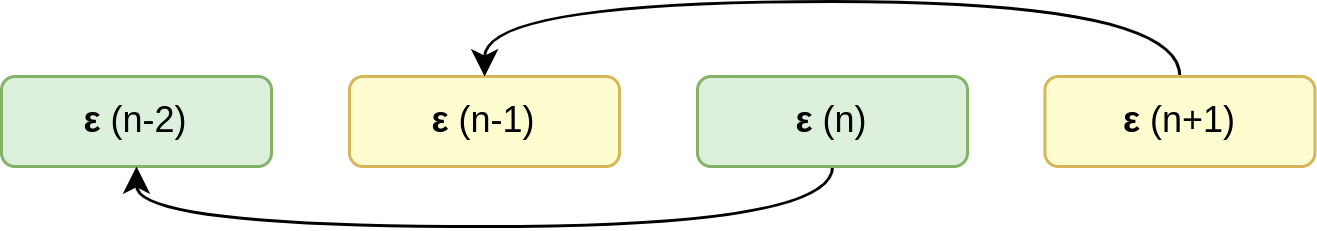 ε (n-2)
ε (n-1)
ε (n)
ε (n+1)